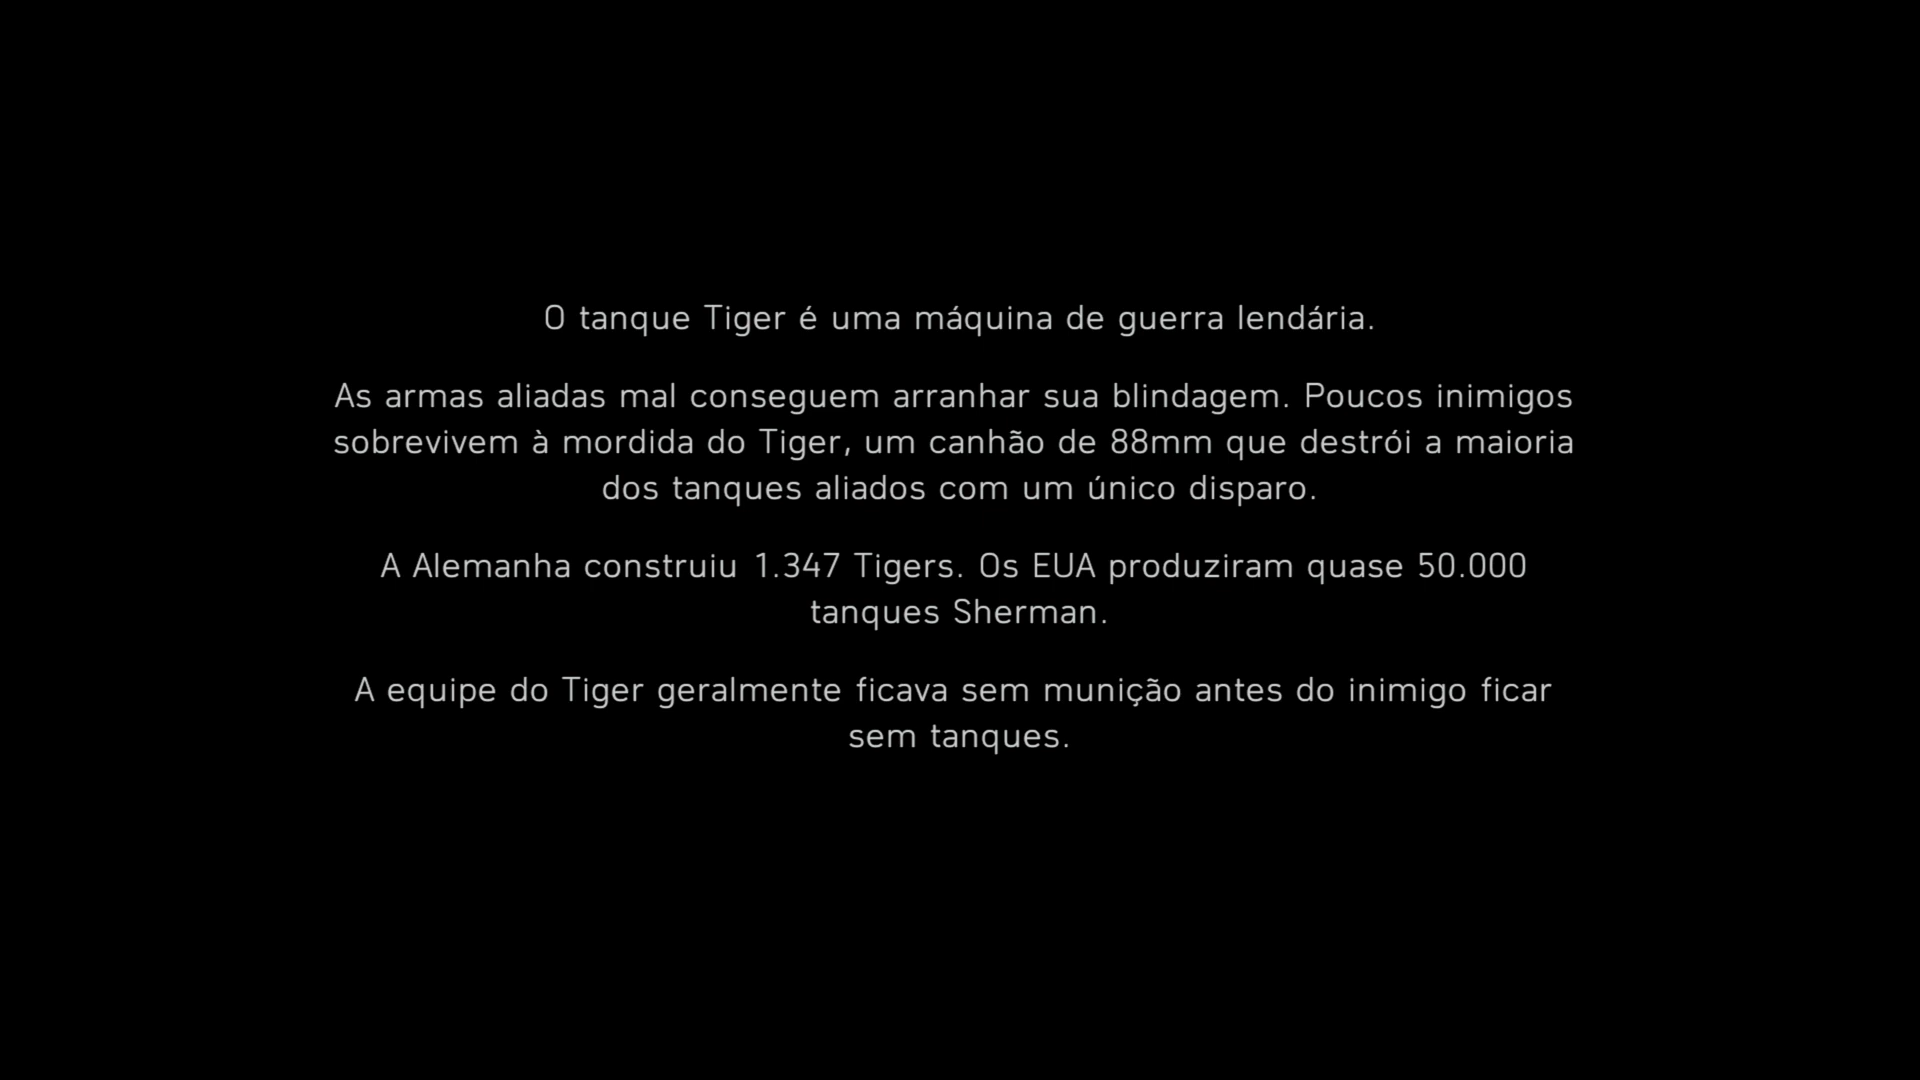 O tanque Tiger é uma máquina de guerra lendária.
As armas aliadas mal conseguem arranhar sua blindagem. Poucos inimigos
sobrevivem à mordida do Tiger, um canhão de 88mm que destrói a maioria
dos tanques aliados com um único disparo.
A Alemanha construiu 1.347 Tigers. Os EUA produziram quase 50.000
tanques Sherman.
A equipe do Tiger geralmente ficava sem munição antes do inimigo ficar
sem tanques.